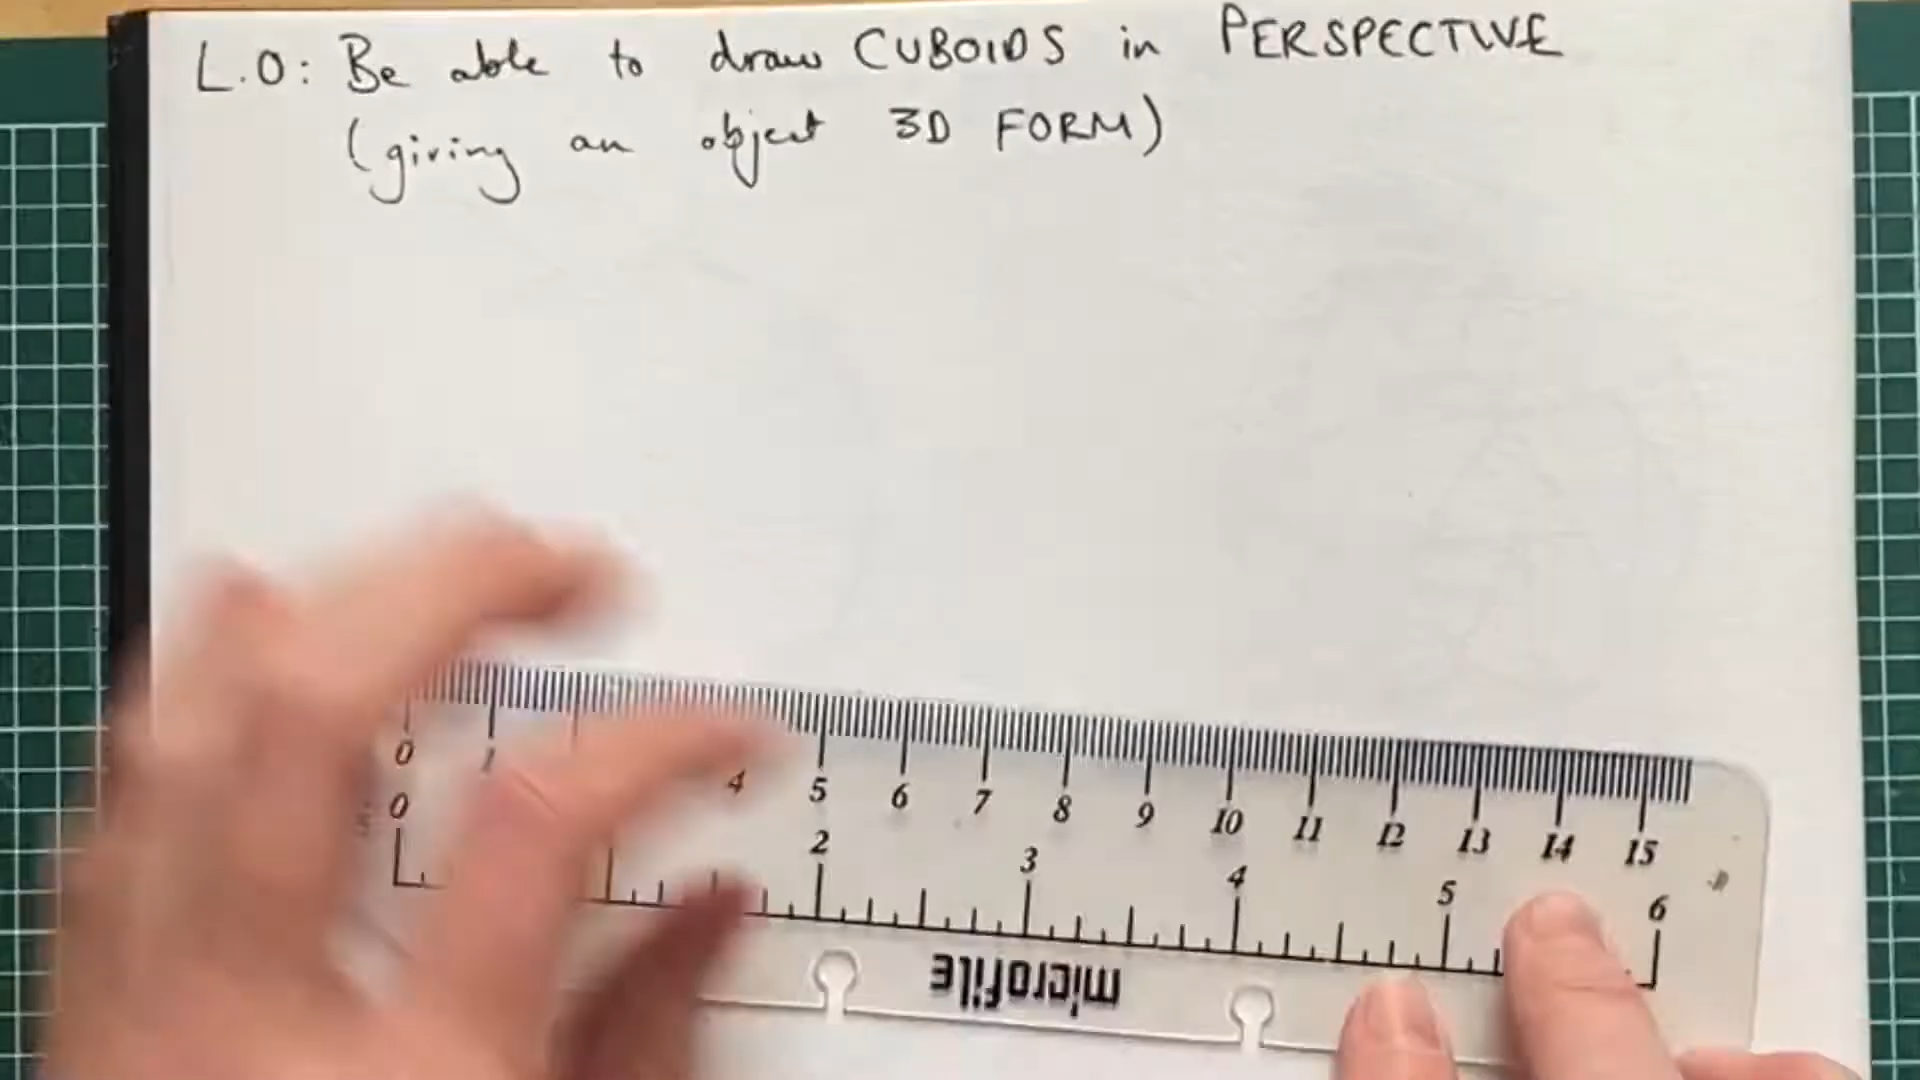 L.O: Be able to draw CUBOIDS in PERSPECTIVE
(giving an object 3D FORM)
0 1 4 5 6 7 8 9 10 11 12 13 14 15
0 2 3 4 5 6
microfile